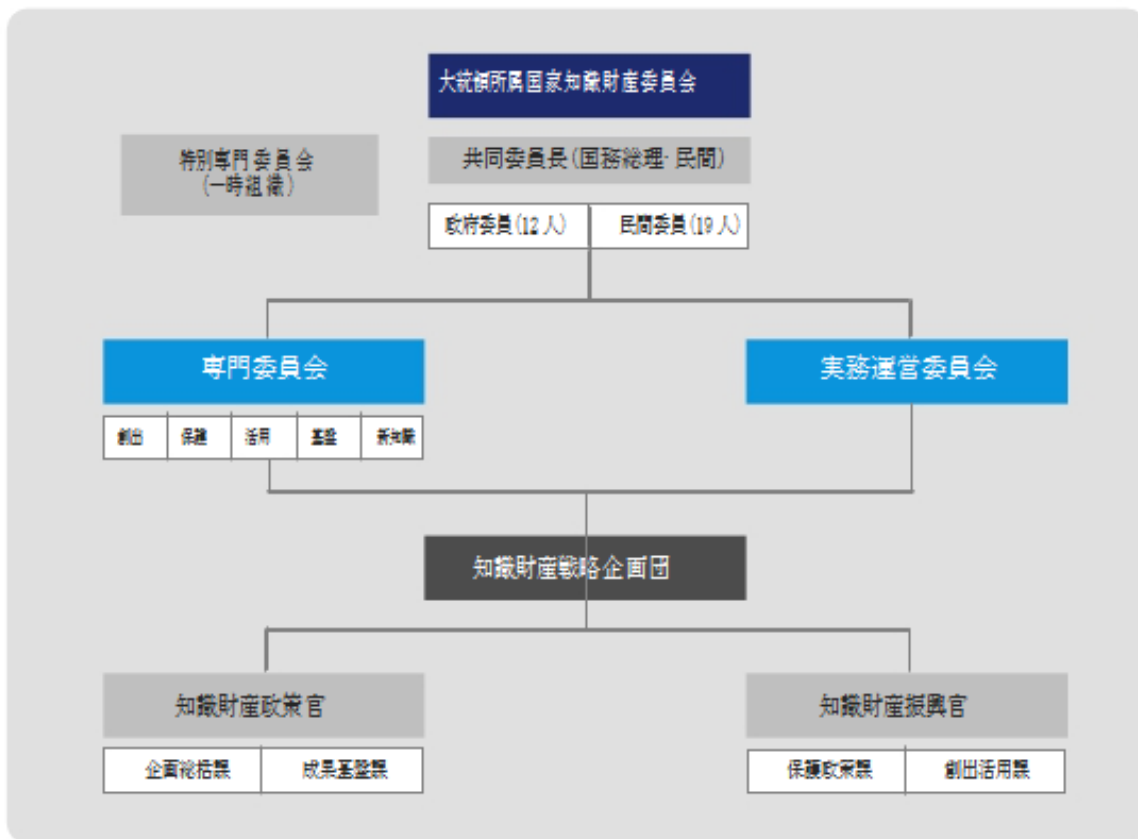 大統領所属国家知識財産委員会
特別専門委員会
(一時組織)
共同委員長(国務総理·民間)
政府委員(12人)
民間委員(19人)
専門委員会
実務運営委員会
創出
保護
活用
基盤
新知識
知識財産戦略企画団
知識財産政策官
知識財産振興官
企画総括課
成果基盤課
保護政策課
創出活用課